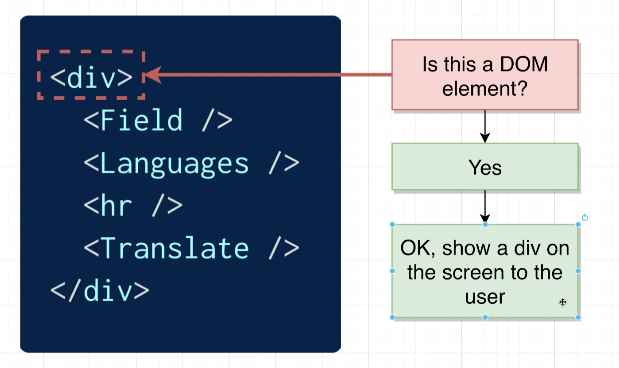 <div>
<Field />
<Languages />
<hr />
<Translate />
</div>
Is this a DOM
element?
Yes
OK, show a div on
the screen to the
user